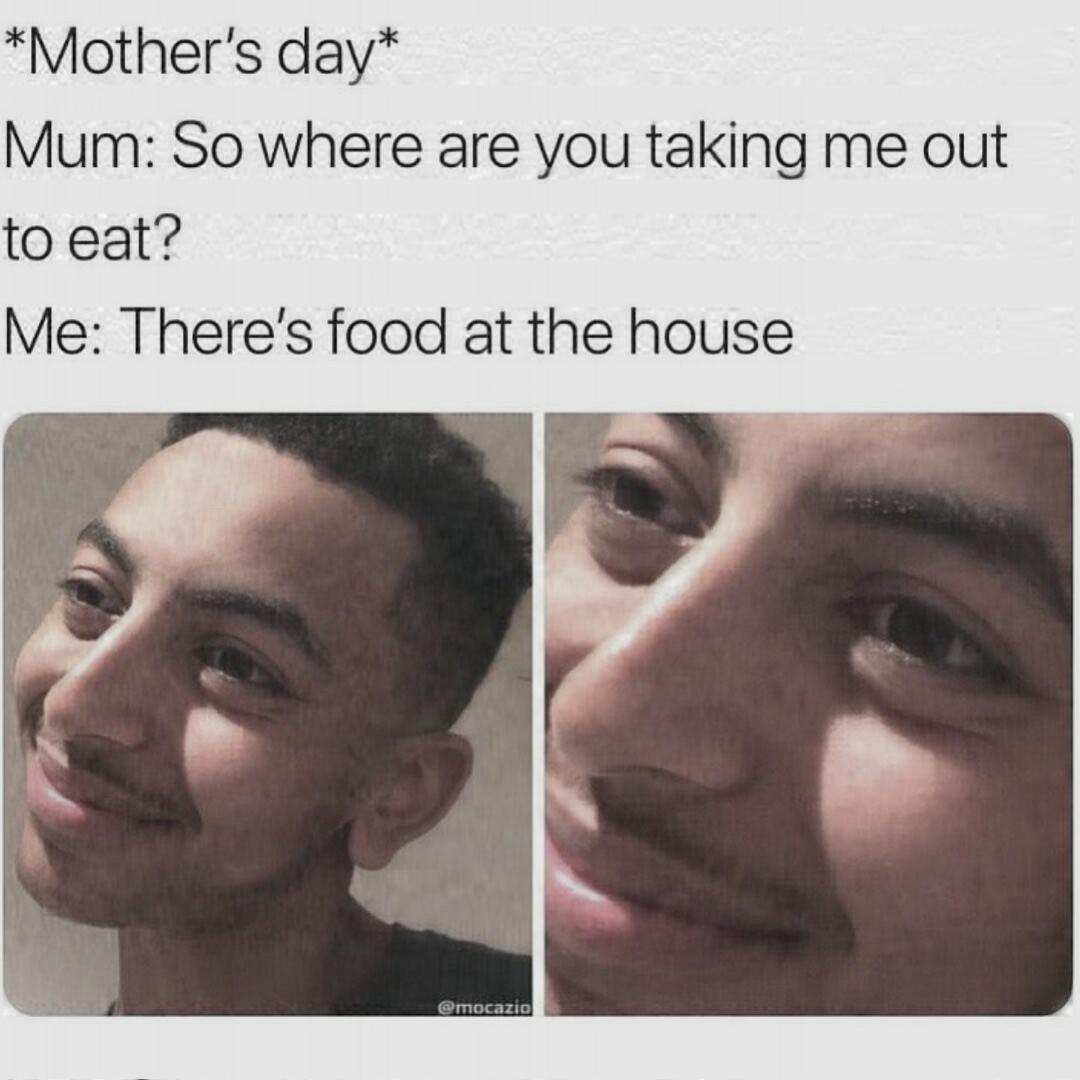 *Mother’s day*
Mum: So where are you taking me out
to eat?
Me: There’s food at the house
@mocazio